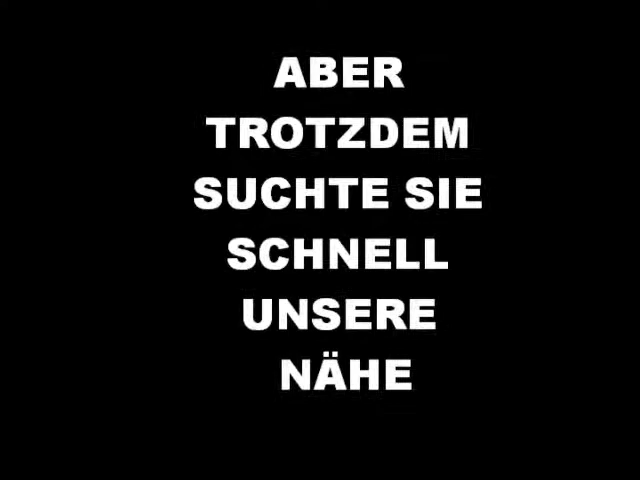 ABER
TROTZDEM
SUCHTE SIE
SCHNELL
UNSERE
NÄHE